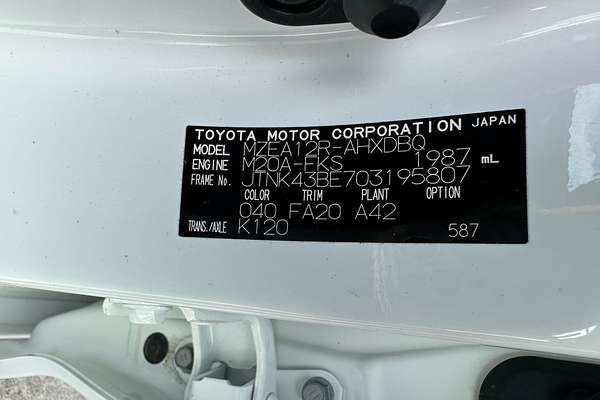 TOYOTA MOTOR CORPORATION JAPAN
MODEL MZEA12R-AHXDBQ
ENGINE M20A-FKS 1987 mL
FRAME No. JTNK43BE703195807
COLOR TRIM PLANT OPTION
040 FA20 A42
TRANS./AXLE K120 587